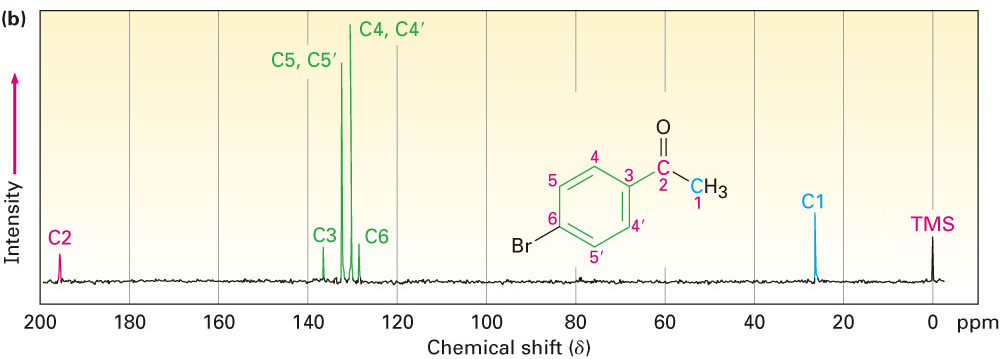 (b)
C4, C4′
C5, C5′
O
4
3
C
CH3
2
1
5
6
4′
Br
5′
C2
C3
C6
C1
TMS
Intensity
200 180 160 140 120 100 80 60 40 20 0 ppm
Chemical shift (δ)